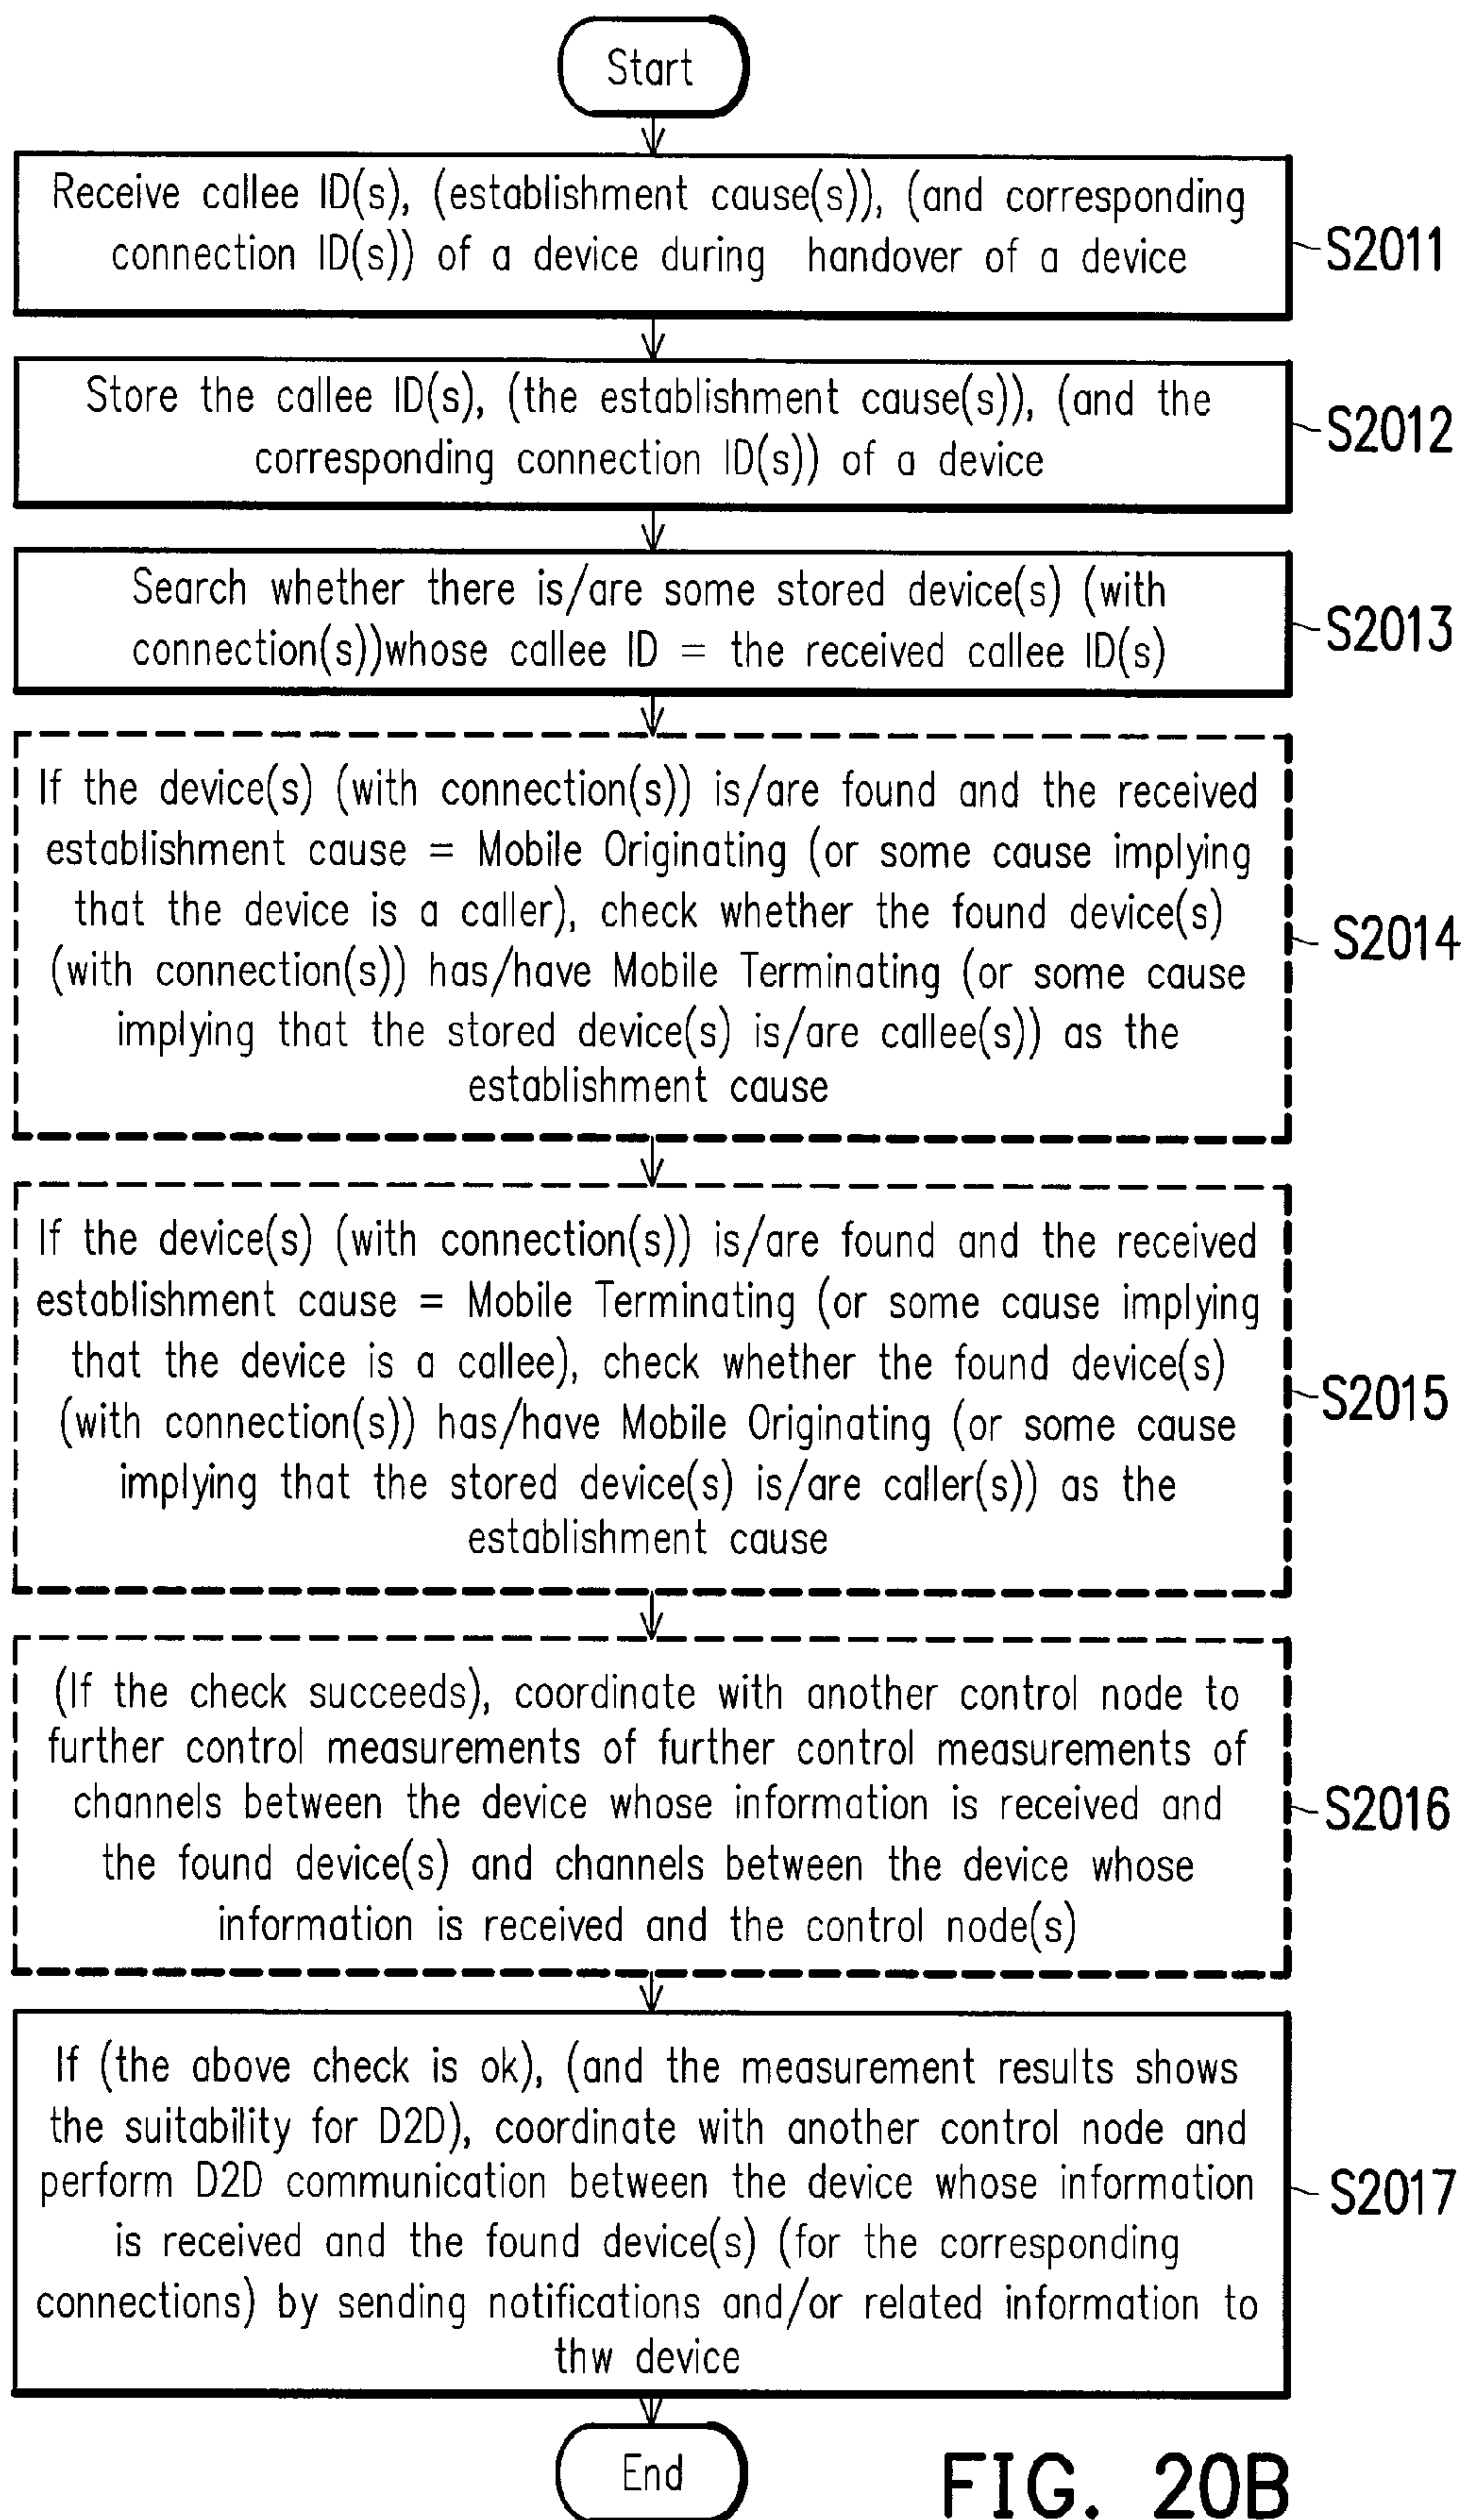 Start
Receive callee ID(s), (establishment cause(s)), (and corresponding
connection ID(s)) of a device during handover of a device
S2011
Store the callee ID(s), (the establishment cause(s)), (and the
corresponding connection ID(s)) of a device
S2012
Search whether there is/are some stored device(s) (with
connection(s))whose callee ID = the received callee ID(s)
S2013
If the device(s) (with connection(s)) is/are found and the received
establishment cause = Mobile Originating (or some cause implying
that the device is a caller), check whether the found device(s)
(with connection(s)) has/have Mobile Terminating (or some cause
implying that the stored device(s) is/are callee(s)) as the
establishment cause
S2014
If the device(s) (with connection(s)) is/are found and the received
establishment cause = Mobile Terminating (or some cause implying
that the device is a callee), check whether the found device(s)
(with connection(s)) has/have Mobile Originating (or some cause
implying that the stored device(s) is/are caller(s)) as the
establishment cause
S2015
(If the check succeeds), coordinate with another control node to
further control measurements of further control measurements of
channels between the device whose information is received and
the found device(s) and channels between the device whose
information is received and the control node(s)
S2016
If (the above check is ok), (and the measurement results shows
the suitability for D2D), coordinate with another control node and
perform D2D communication between the device whose information
is received and the found device(s) (for the corresponding
connections) by sending notifications and/or related information to
thw device
S2017
End
FIG. 20B